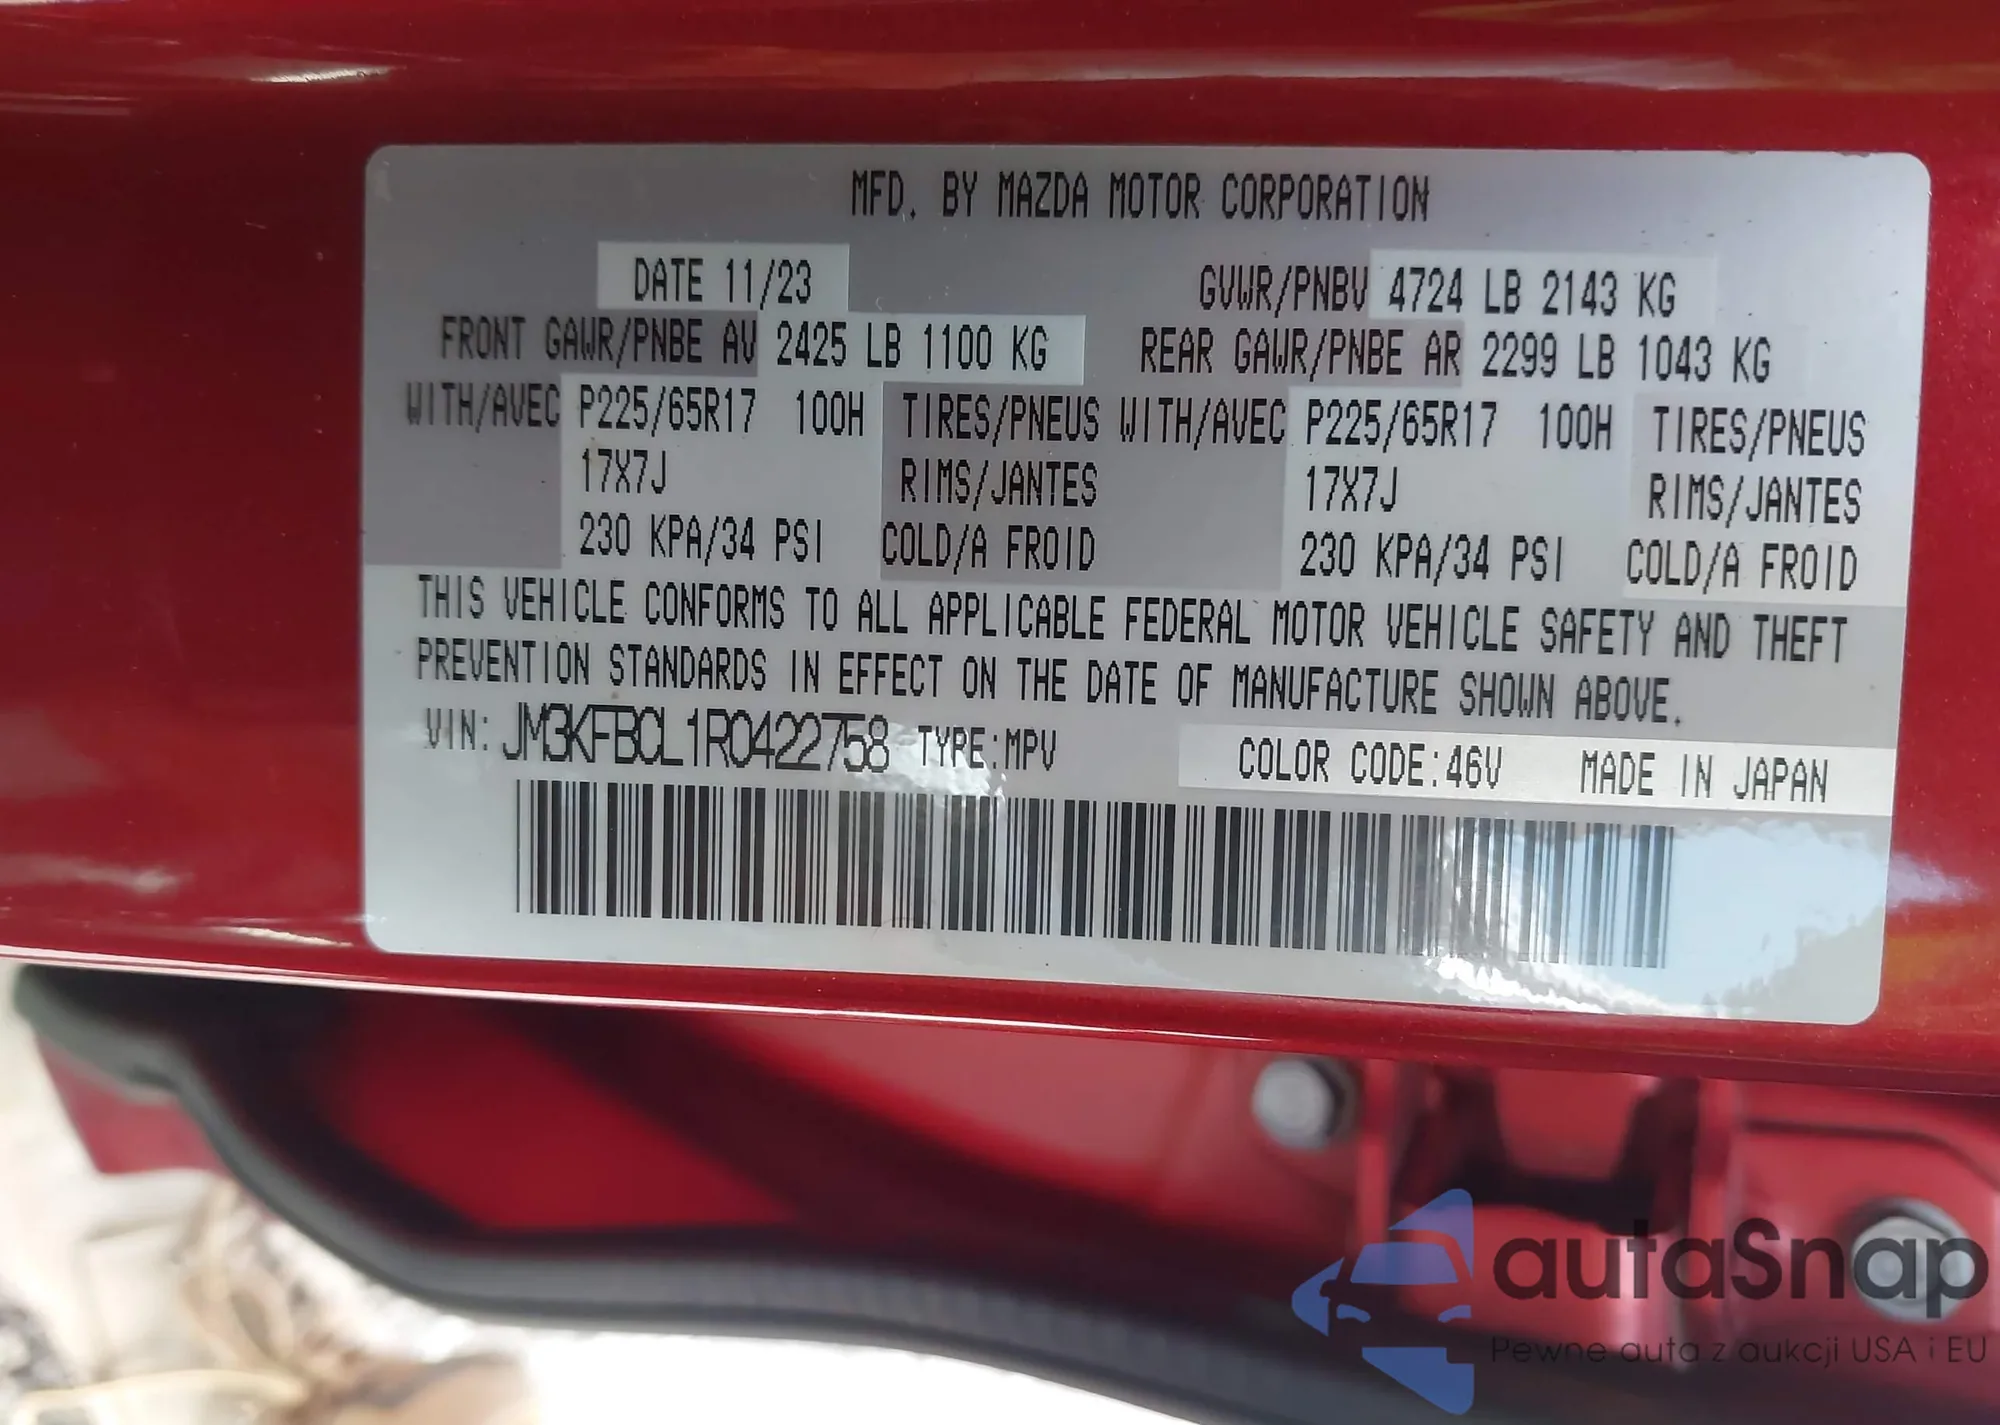 MFD. BY MAZDA MOTOR CORPORATION
DATE 11/23 GVWR/PNBV 4724 LB 2143 KG
FRONT GAWR/PNBE AV 2425 LB 1100 KG REAR GAWR/PNBE AR 2299 LB 1043 KG
WITH/AVEC P225/65R17 100H TIRES/PNEUS WITH/AVEC P225/65R17 100H TIRES/PNEUS
17X7J RIMS/JANTES 17X7J RIMS/JANTES
230 KPA/34 PSI COLD/A FROID 230 KPA/34 PSI COLD/A FROID
THIS VEHICLE CONFORMS TO ALL APPLICABLE FEDERAL MOTOR VEHICLE SAFETY AND THEFT
PREVENTION STANDARDS IN EFFECT ON THE DATE OF MANUFACTURE SHOWN ABOVE.
VIN: JM3KFBCL1R0422758 TYPE:MPV COLOR CODE:46V MADE IN JAPAN
autaSnap
Pewne auta z aukcji USA i EU